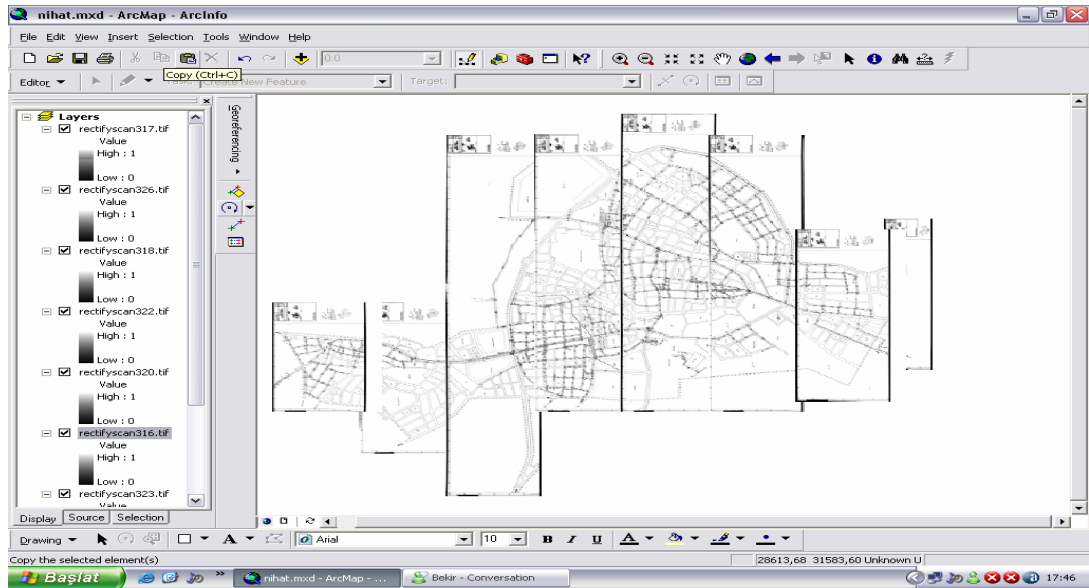 nihat.mxd - ArcMap - ArcInfo
File Edit View Insert Selection Tools Window Help
0:0
Editor
Copy (Ctrl+C)
Create New Feature
Target:
Layers
rectifyscan317.tif
Value
High : 1
Low : 0
rectifyscan326.tif
Value
High : 1
Low : 0
rectifyscan318.tif
Value
High : 1
Low : 0
rectifyscan322.tif
Value
High : 1
Low : 0
rectifyscan320.tif
Value
High : 1
Low : 0
rectifyscan316.tif
Value
High : 1
Low : 0
rectifyscan323.tif
Value
Georeferencing
Display Source Selection
Drawing A Arial 10 B I U A
Copy the selected element(s)
28613,68 31583,60 Unknown U
Başlat
nihat.mxd - ArcMap - ...
Bekir - Conversation
17:46